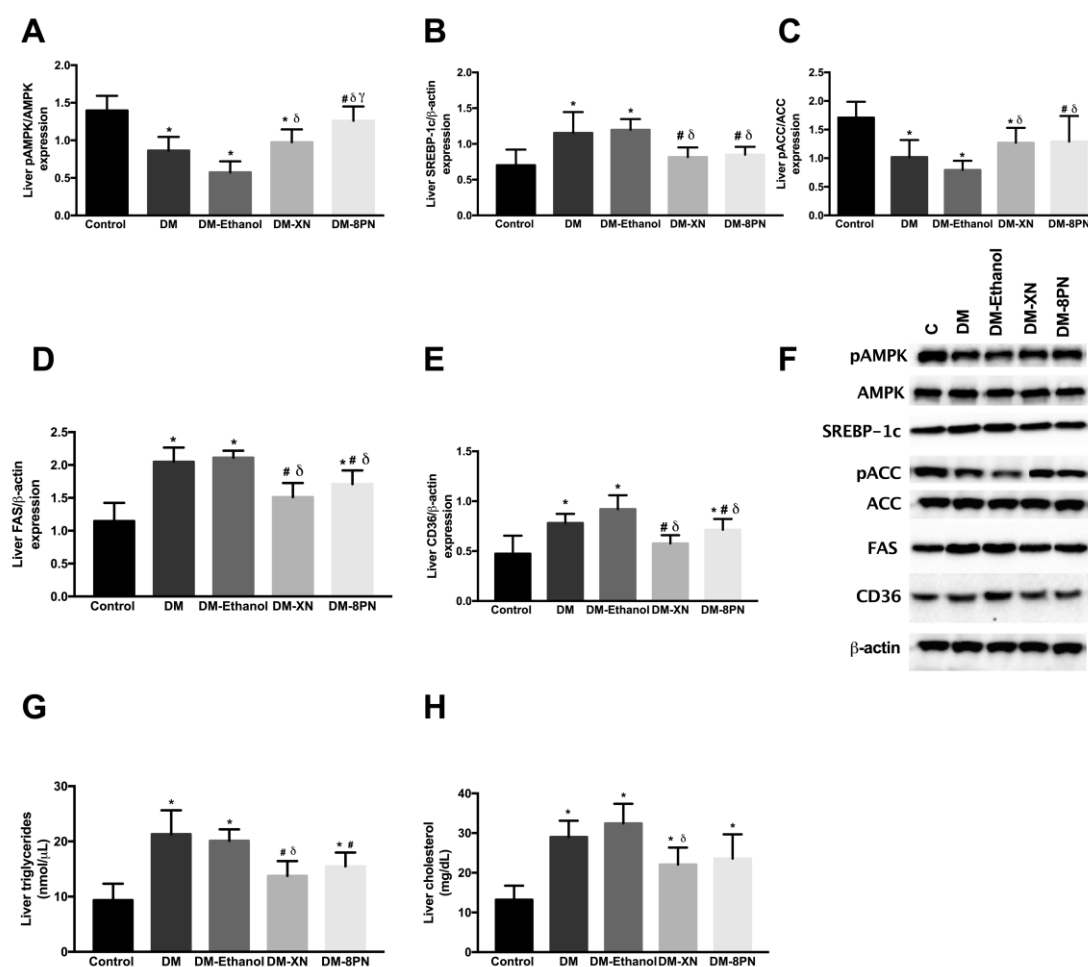 A
Liver pAMPK/AMPK
expression
2.0
1.5
1.0
0.5
0.0
*
*
* δ
# δ γ
Control DM DM-Ethanol DM-XN DM-8PN
B
Liver SREBP-1c/β-actin
expression
2.0
1.5
1.0
0.5
0.0
*
*
# δ
# δ
Control DM DM-Ethanol DM-XN DM-8PN
C
Liver pACC/ACC
expression
2.5
2.0
1.5
1.0
0.5
0.0
*
*
* δ
# δ
Control DM DM-Ethanol DM-XN DM-8PN
D
Liver FAS/β-actin
expression
2.5
2.0
1.5
1.0
0.5
0.0
*
*
# δ
* # δ
Control DM DM-Ethanol DM-XN DM-8PN
E
Liver CD36/β-actin
expression
1.5
1.0
0.5
0.0
*
*
# δ
* # δ
Control DM DM-Ethanol DM-XN DM-8PN
F
C DM DM-Ethanol DM-XN DM-8PN
pAMPK
AMPK
SREBP-1c
pACC
ACC
FAS
CD36
β-actin
G
Liver triglycerides
(nmol/μL)
30
20
10
0
*
*
# δ
* #
Control DM DM-Ethanol DM-XN DM-8PN
H
Liver cholesterol
(mg/dL)
40
30
20
10
0
*
*
* δ
*
Control DM DM-Ethanol DM-XN DM-8PN